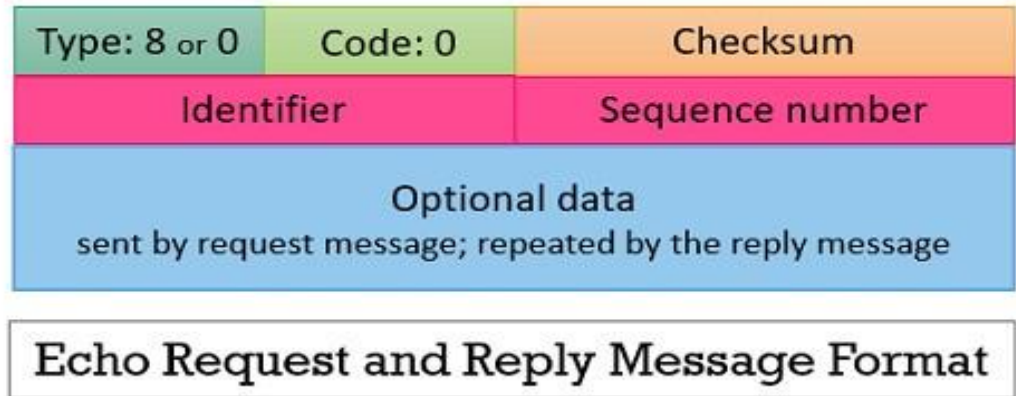 Type: 8 or 0 Code: 0 Checksum
Identifier Sequence number
Optional data
sent by request message; repeated by the reply message
Echo Request and Reply Message Format